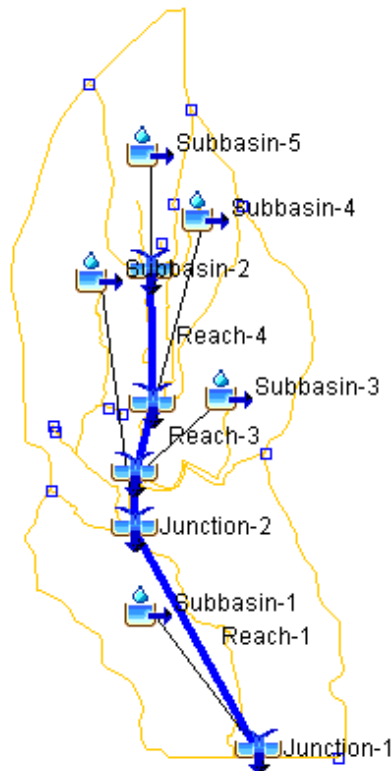 Subbasin-5
Subbasin-4
Subbasin-2
Reach-4
Subbasin-3
Reach-3
Junction-2
Subbasin-1
Reach-1
Junction-1